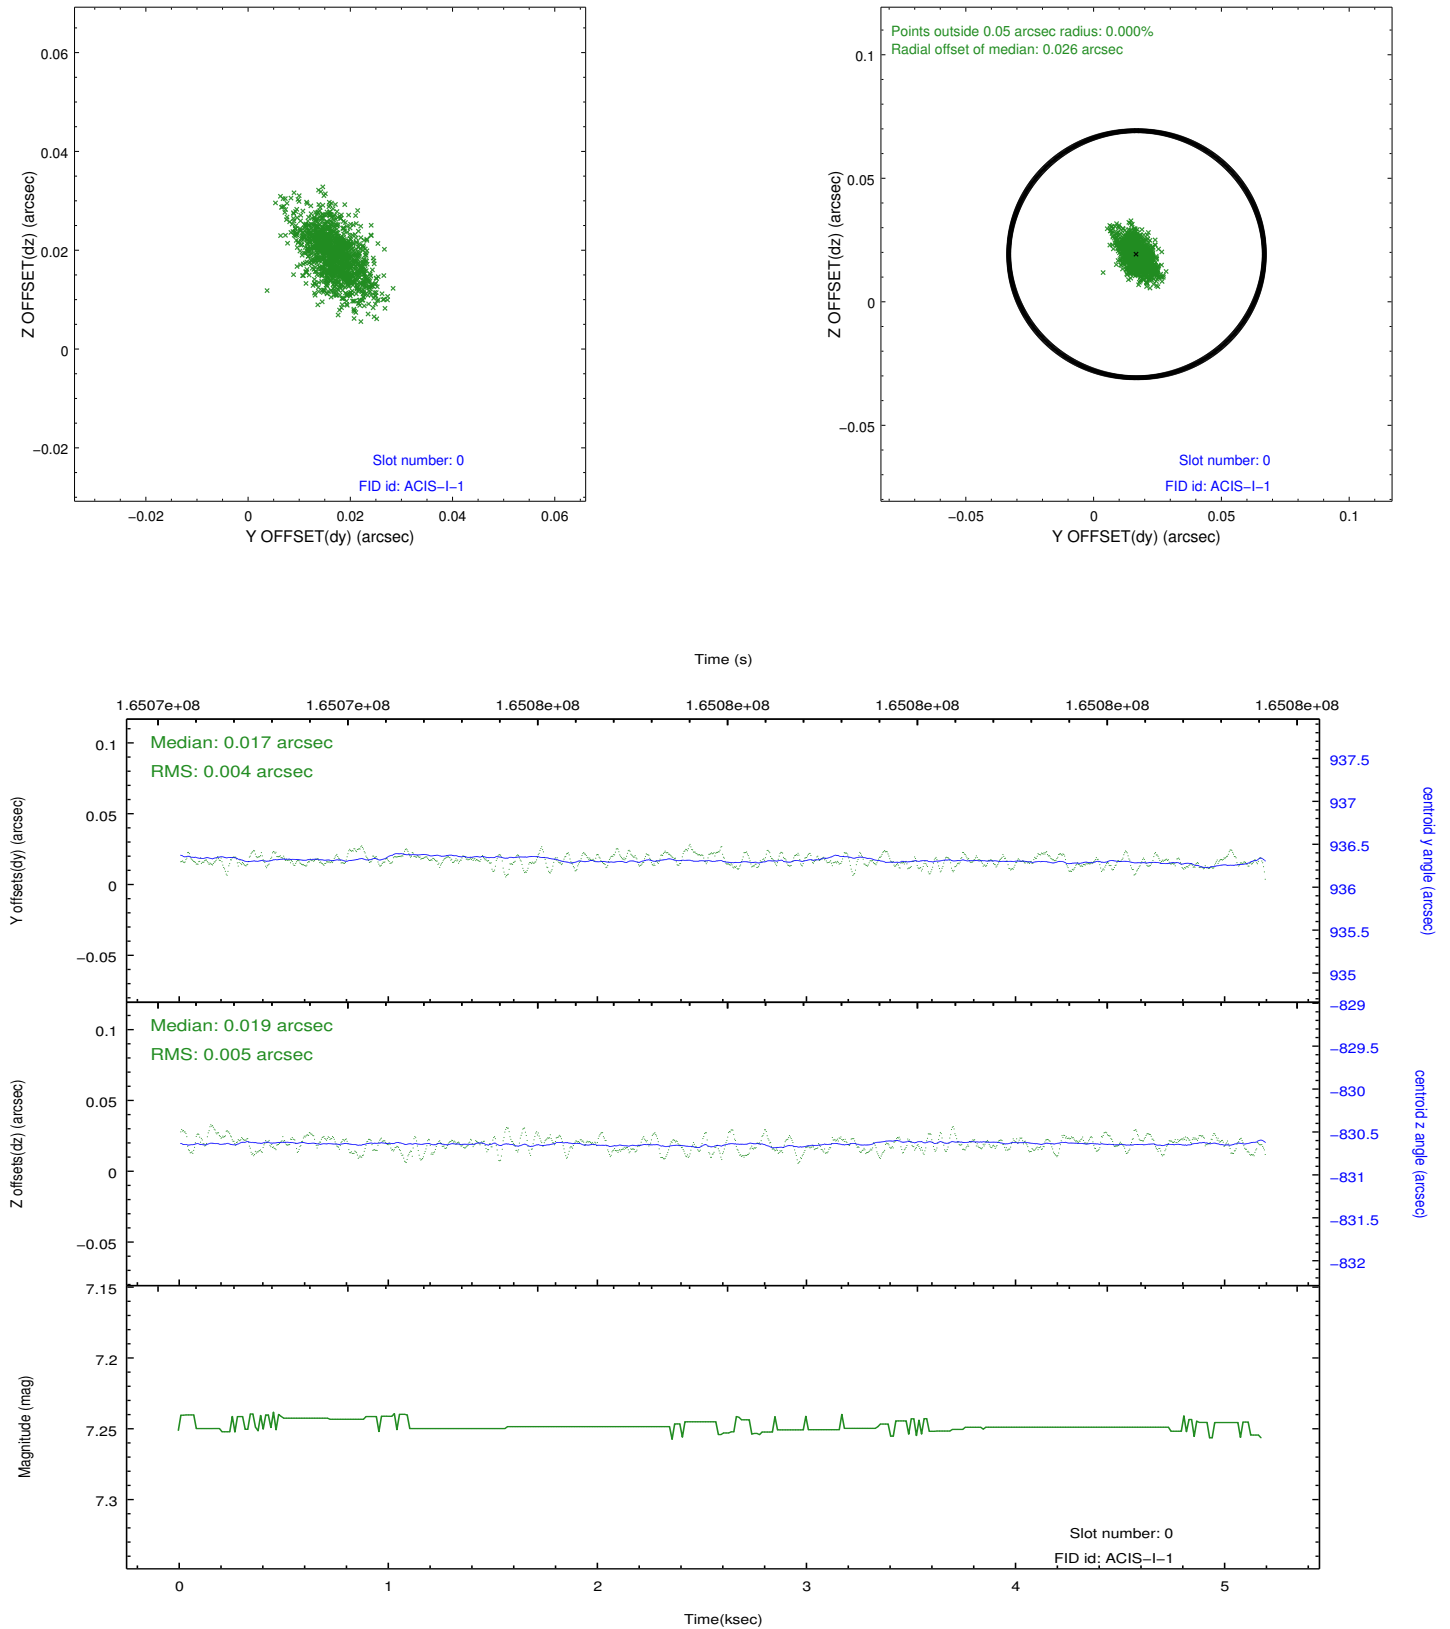 0.06
0.04
0.02
0
−0.02
Z OFFSET(dz) (arcsec)
Slot number: 0
FID id: ACIS−I−1
−0.02 0 0.02 0.04 0.06
Y OFFSET(dy) (arcsec)
Points outside 0.05 arcsec radius: 0.000%
Radial offset of median: 0.026 arcsec
0.1
0.05
0
−0.05
Z OFFSET(dz) (arcsec)
Slot number: 0
FID id: ACIS−I−1
−0.05 0 0.05 0.1
Y OFFSET(dy) (arcsec)
Time (s)
1.6507e+08 1.6507e+08 1.6508e+08 1.6508e+08 1.6508e+08 1.6508e+08 1.6508e+08
Median: 0.017 arcsec
RMS: 0.004 arcsec
0.1
0.05
0
−0.05
Y offsets(dy) (arcsec)
937.5
937
936.5
936
935.5
935
centroid y angle (arcsec)
Median: 0.019 arcsec
RMS: 0.005 arcsec
0.1
0.05
0
−0.05
Z offsets(dz) (arcsec)
−829
−829.5
−830
−830.5
−831
−831.5
−832
centroid z angle (arcsec)
7.15
7.2
7.25
7.3
Magnitude (mag)
Slot number: 0
FID id: ACIS−I−1
0 1 2 3 4 5
Time(ksec)